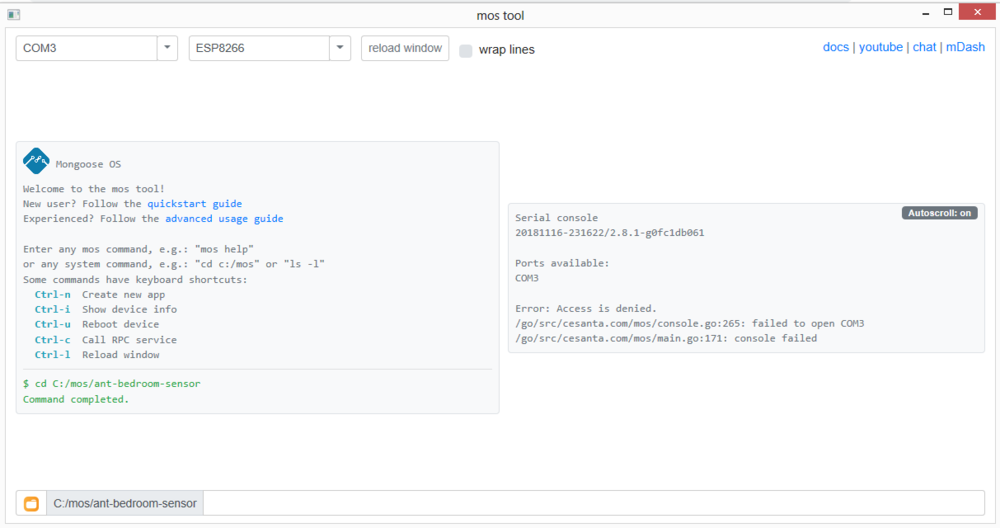 mos tool
COM3
ESP8266
reload window
wrap lines
docs | youtube | chat | mDash
Mongoose OS
Welcome to the mos tool!
New user? Follow the quickstart guide
Experienced? Follow the advanced usage guide
Enter any mos command, e.g.: "mos help"
or any system command, e.g.: "cd c:/mos" or "ls -l"
Some commands have keyboard shortcuts:
Ctrl-n Create new app
Ctrl-i Show device info
Ctrl-u Reboot device
Ctrl-c Call RPC service
Ctrl-l Reload window
$ cd C:/mos/ant-bedroom-sensor
Command completed.
Autoscroll: on
Serial console
20181116-231622/2.8.1-g0fc1db061
Ports available:
COM3
Error: Access is denied.
/go/src/cesanta.com/mos/console.go:265: failed to open COM3
/go/src/cesanta.com/mos/main.go:171: console failed
C:/mos/ant-bedroom-sensor